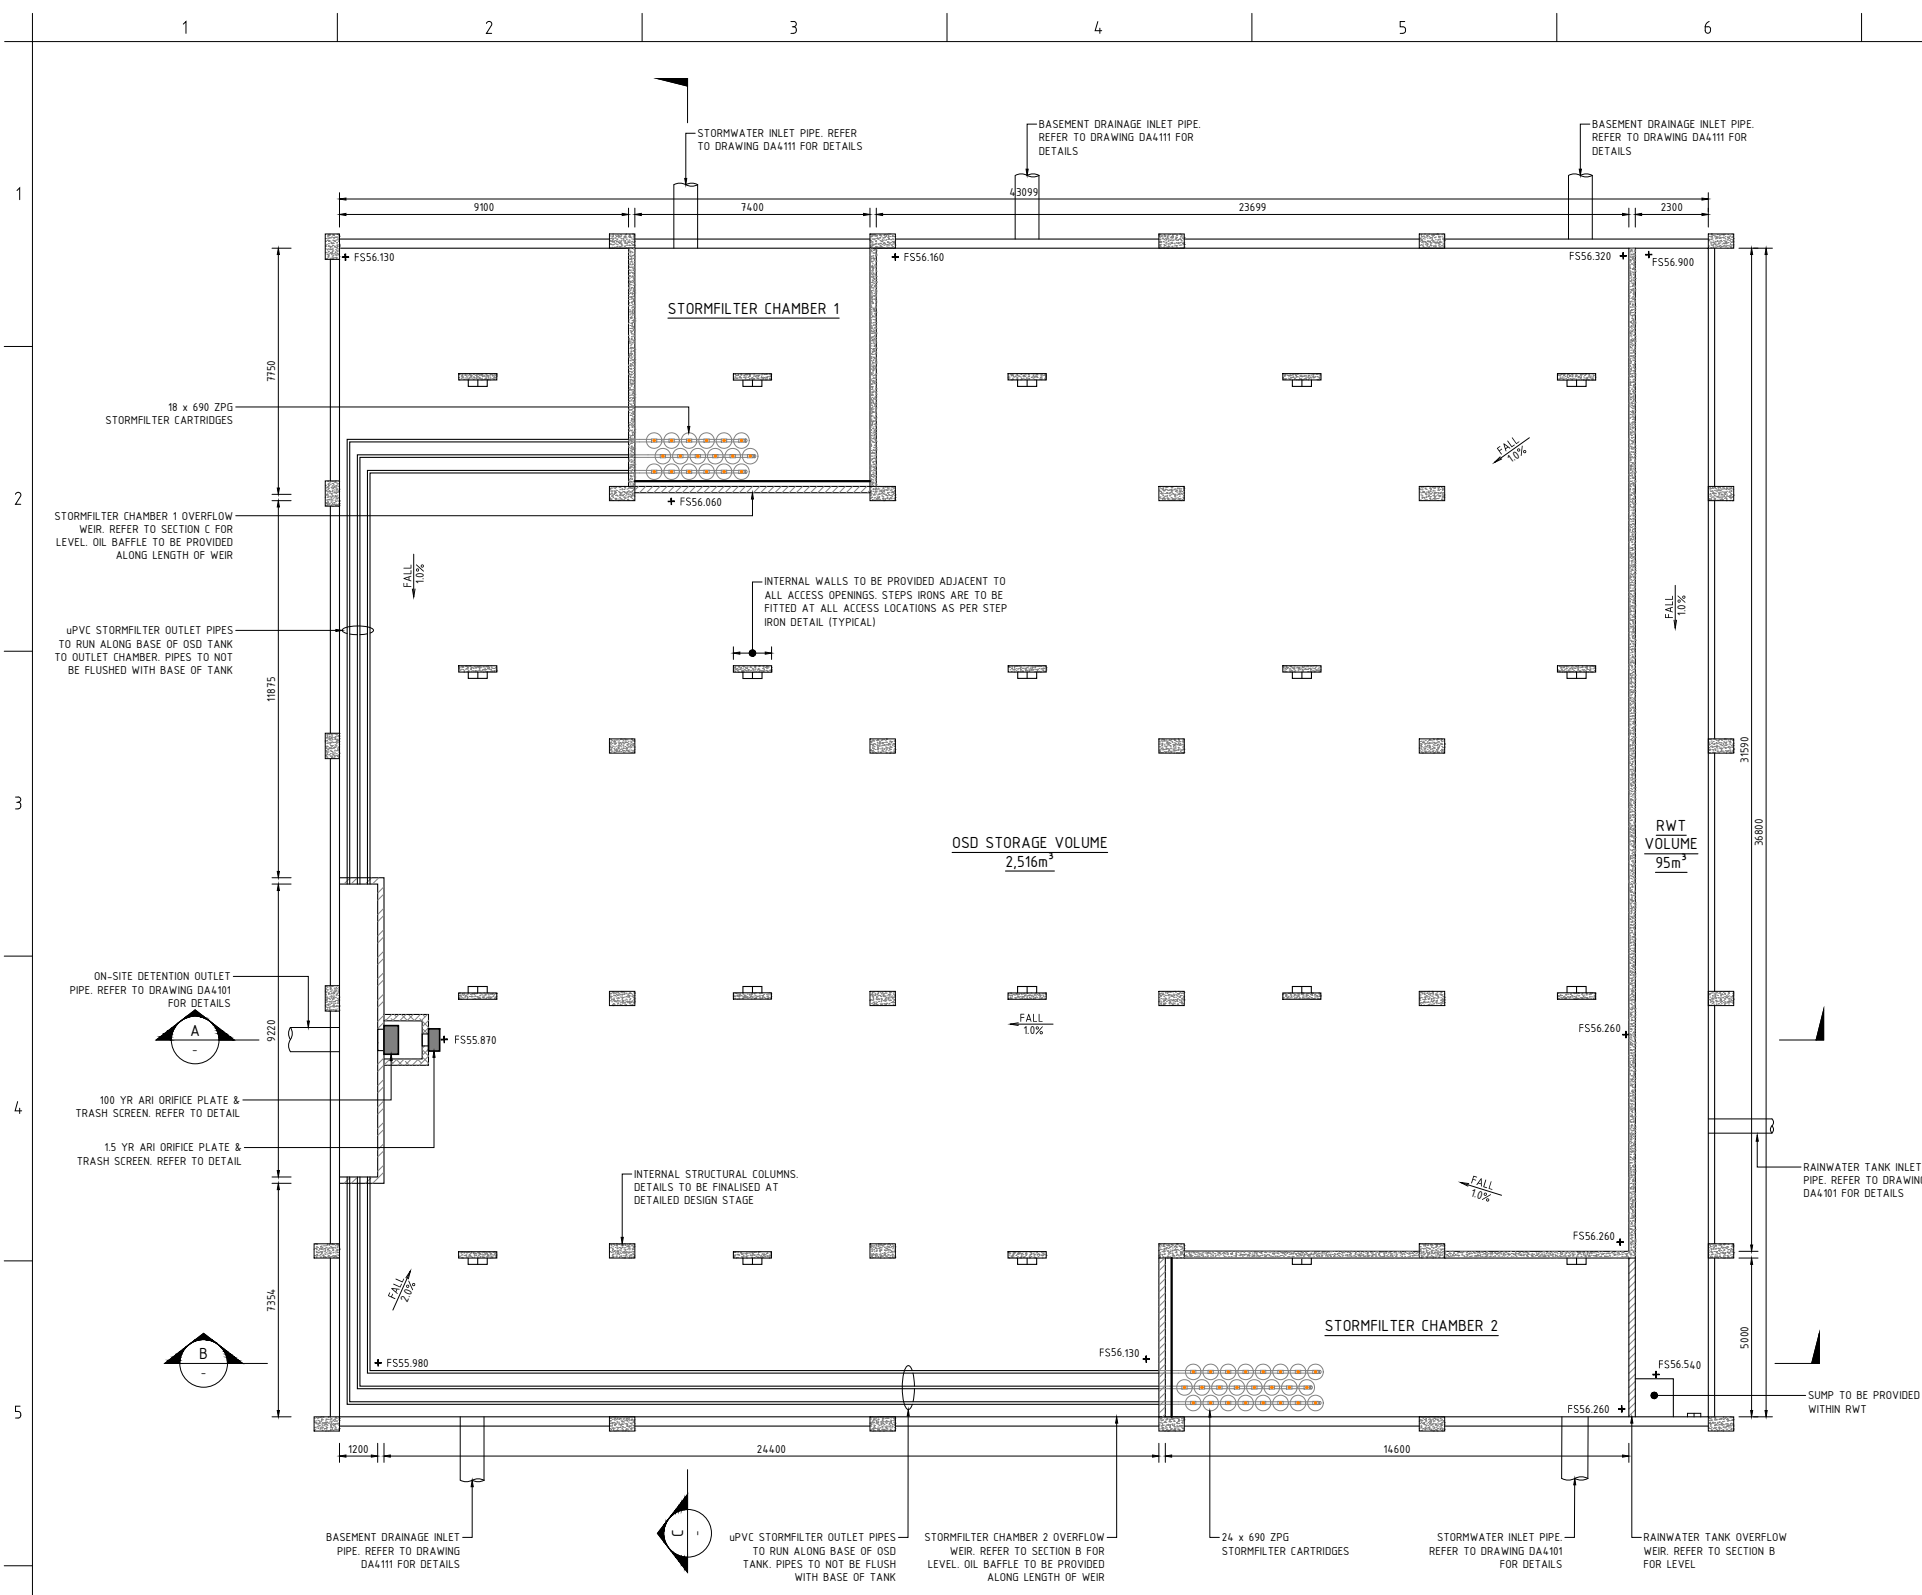 1
2
3
4
5
6
1
2
3
4
5
STORMWATER INLET PIPE. REFER
TO DRAWING DA4111 FOR DETAILS
BASEMENT DRAINAGE INLET PIPE.
REFER TO DRAWING DA4111 FOR
DETAILS
BASEMENT DRAINAGE INLET PIPE.
REFER TO DRAWING DA4111 FOR
DETAILS
43099
9100
7400
23699
2300
FS56.130
FS56.160
FS56.320
FS56.900
STORMFILTER CHAMBER 1
7750
18 x 690 ZPG
STORMFILTER CARTRIDGES
FALL
1.0%
FS56.060
STORMFILTER CHAMBER 1 OVERFLOW
WEIR. REFER TO SECTION C FOR
LEVEL. OIL BAFFLE TO BE PROVIDED
ALONG LENGTH OF WEIR
FALL
1.0%
INTERNAL WALLS TO BE PROVIDED ADJACENT TO
ALL ACCESS OPENINGS. STEPS IRONS ARE TO BE
FITTED AT ALL ACCESS LOCATIONS AS PER STEP
IRON DETAIL (TYPICAL)
FALL
1.0%
uPVC STORMFILTER OUTLET PIPES
TO RUN ALONG BASE OF OSD TANK
TO OUTLET CHAMBER. PIPES TO NOT
BE FLUSHED WITH BASE OF TANK
11875
31590
36800
OSD STORAGE VOLUME
2,516m³
RWT
VOLUME
95m³
ON-SITE DETENTION OUTLET
PIPE. REFER TO DRAWING DA4101
FOR DETAILS
A
-
9220
FS55.870
FALL
1.0%
FS56.260
100 YR ARI ORIFICE PLATE &
TRASH SCREEN. REFER TO DETAIL
1.5 YR ARI ORIFICE PLATE &
TRASH SCREEN. REFER TO DETAIL
INTERNAL STRUCTURAL COLUMNS.
DETAILS TO BE FINALISED AT
DETAILED DESIGN STAGE
FALL
1.0%
RAINWATER TANK INLET
PIPE. REFER TO DRAWING
DA4101 FOR DETAILS
FS56.260
7354
FALL
2.0%
STORMFILTER CHAMBER 2
5000
B
-
FS55.980
FS56.130
FS56.540
SUMP TO BE PROVIDED
WITHIN RWT
FS56.260
1200
24400
14600
BASEMENT DRAINAGE INLET
PIPE. REFER TO DRAWING
DA4111 FOR DETAILS
C
-
uPVC STORMFILTER OUTLET PIPES
TO RUN ALONG BASE OF OSD
TANK. PIPES TO NOT BE FLUSH
WITH BASE OF TANK
STORMFILTER CHAMBER 2 OVERFLOW
WEIR. REFER TO SECTION B FOR
LEVEL. OIL BAFFLE TO BE PROVIDED
ALONG LENGTH OF WEIR
24 x 690 ZPG
STORMFILTER CARTRIDGES
STORMWATER INLET PIPE.
REFER TO DRAWING DA4101
FOR DETAILS
RAINWATER TANK OVERFLOW
WEIR. REFER TO SECTION B
FOR LEVEL